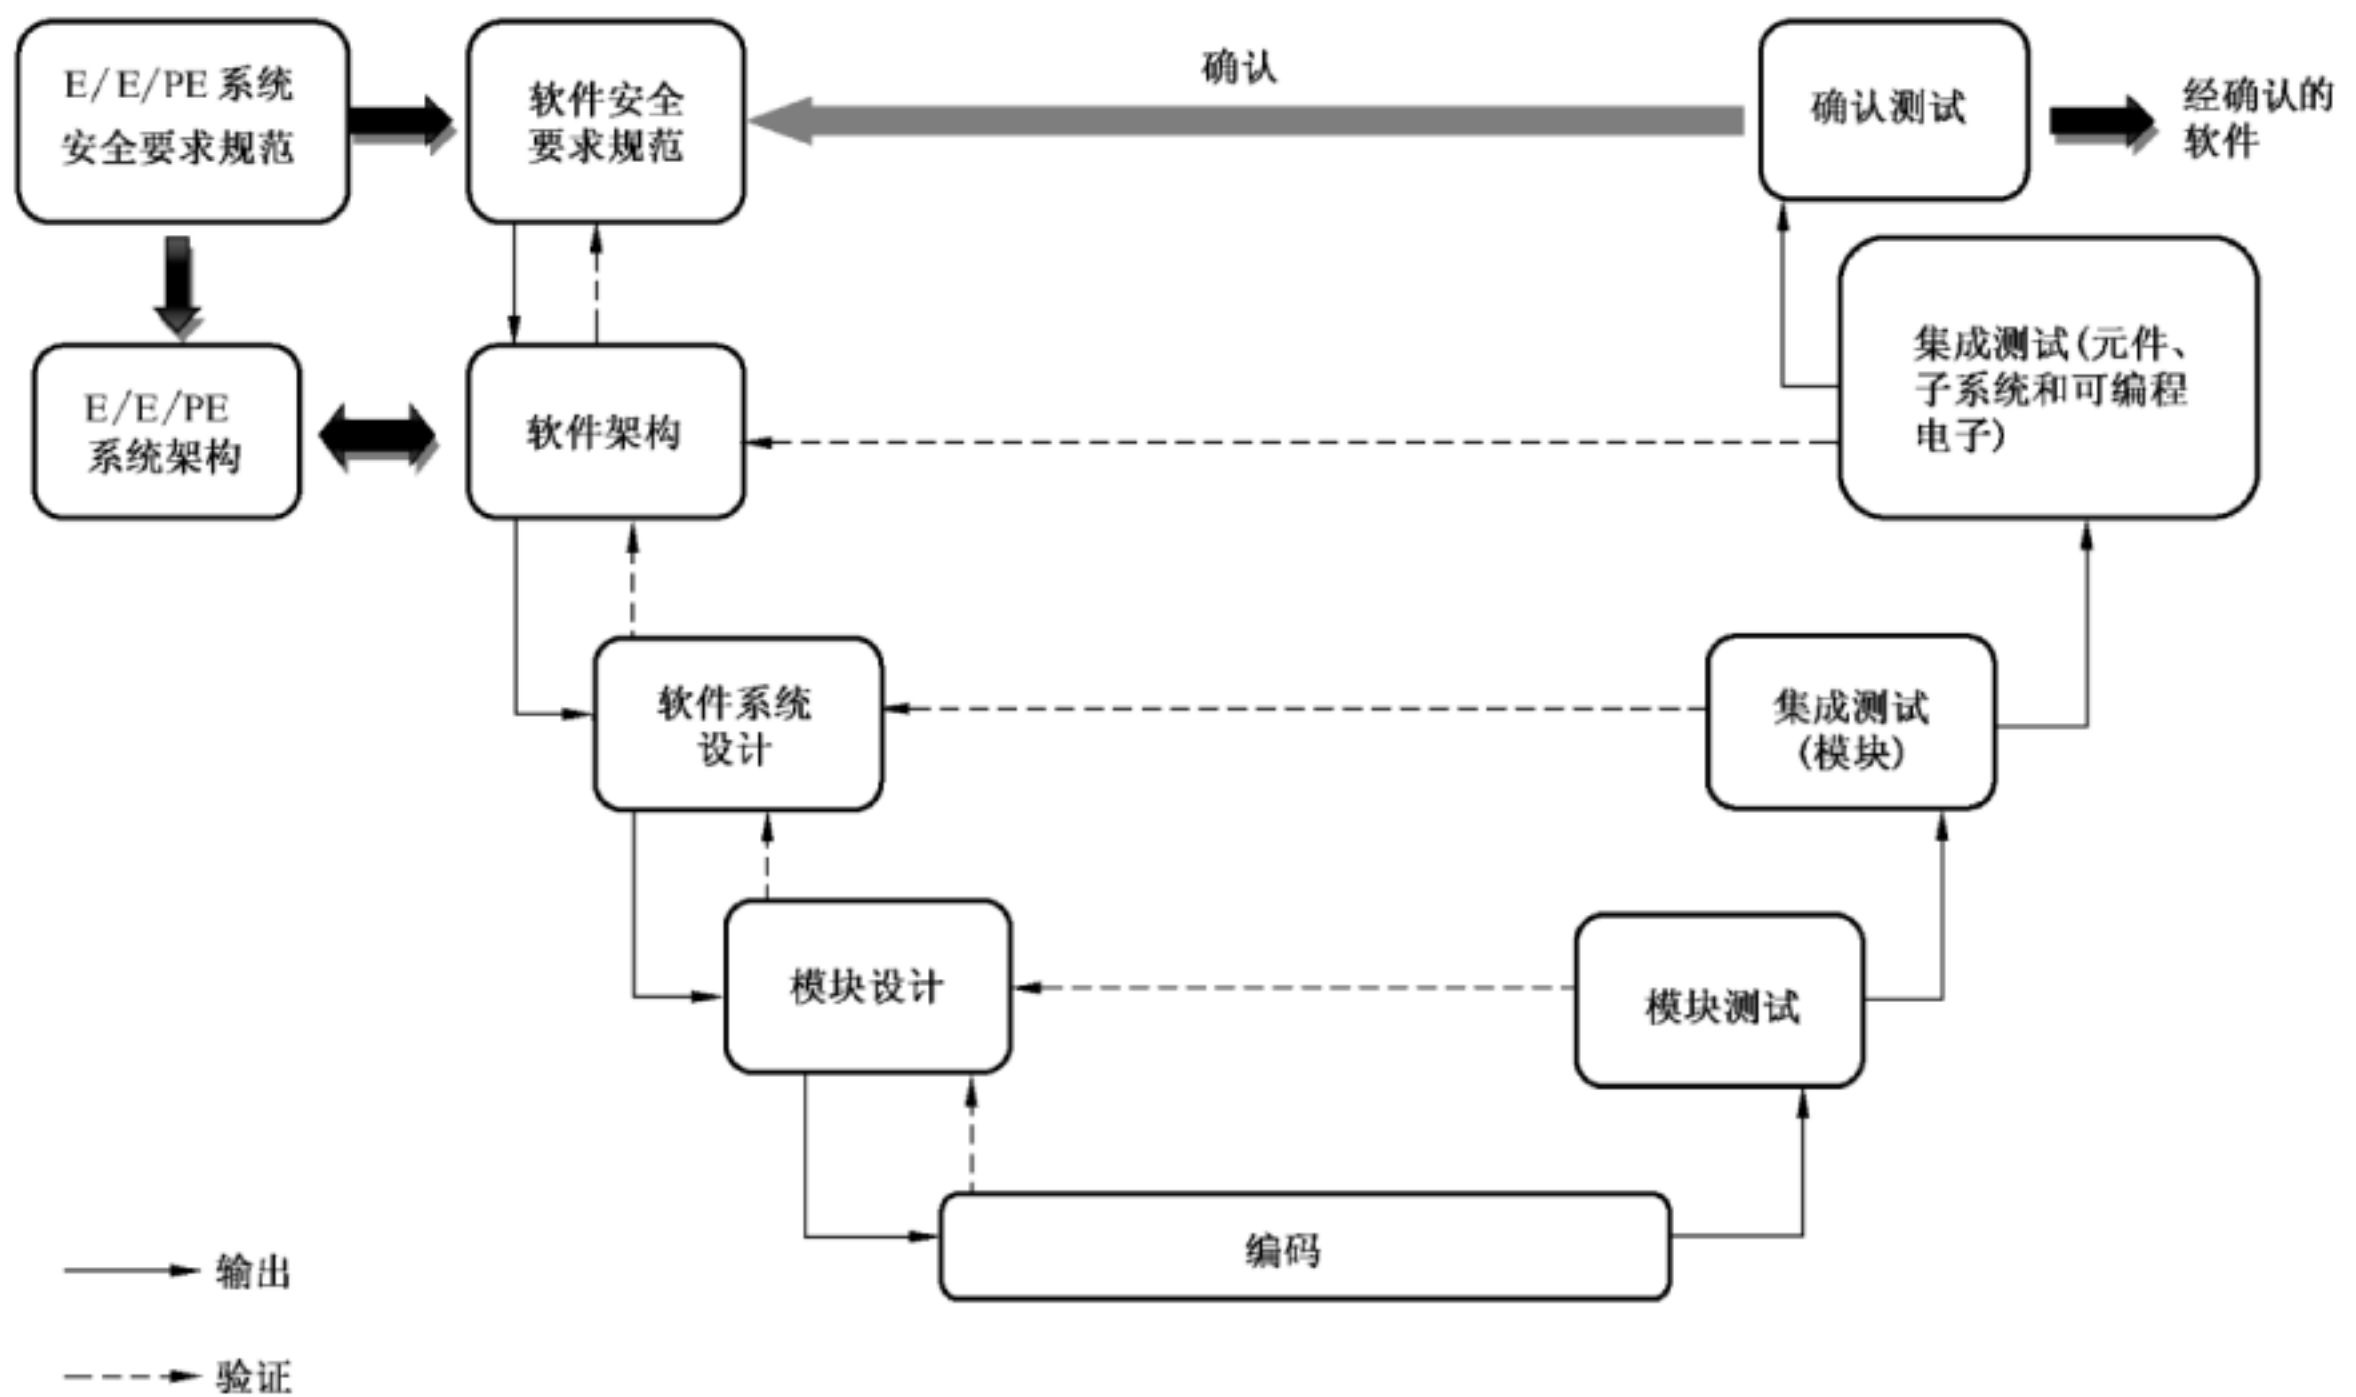 E/E/PE 系统
安全要求规范
软件安全
要求规范
确认
确认测试
经确认的
软件
E/E/PE
系统架构
软件架构
集成测试(元件、
子系统和可编程
电子)
软件系统
设计
集成测试
(模块)
模块设计
模块测试
编码
输出
验证